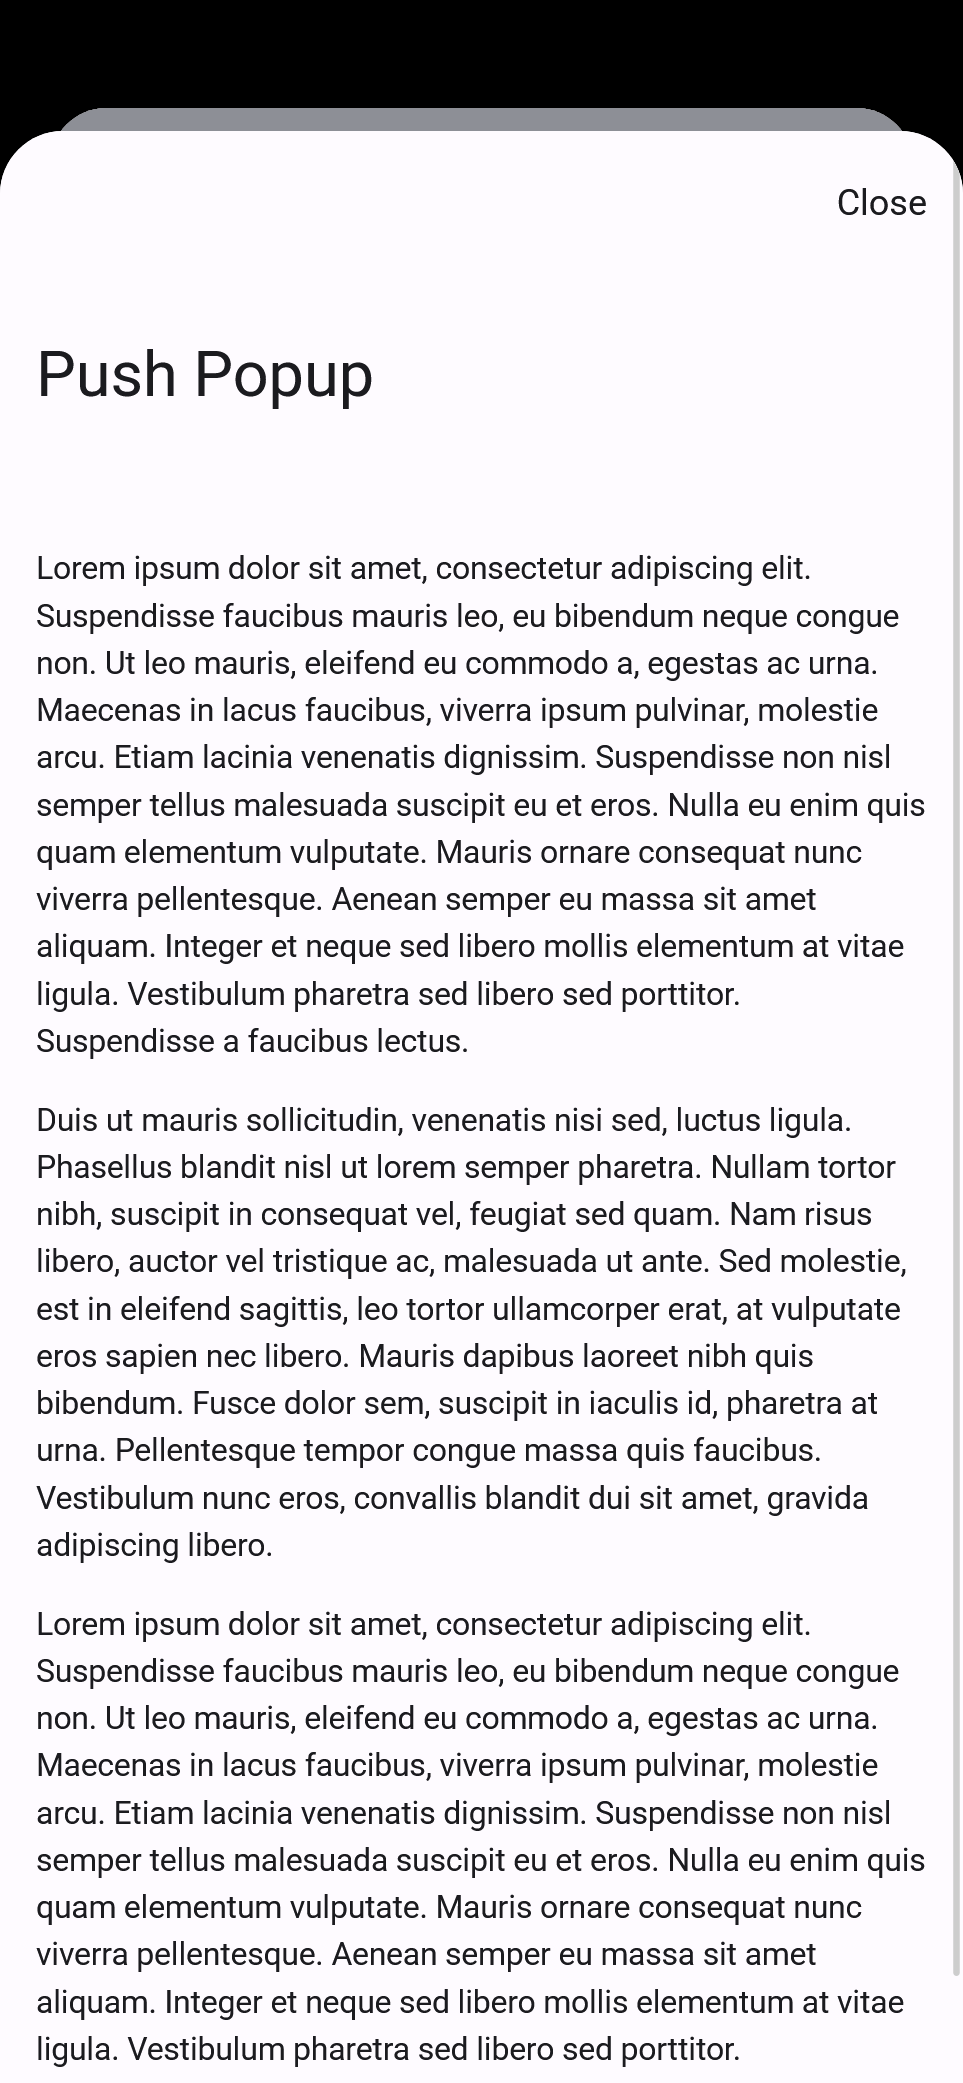 Close
Push Popup
Lorem ipsum dolor sit amet, consectetur adipiscing elit.
Suspendisse faucibus mauris leo, eu bibendum neque congue
non. Ut leo mauris, eleifend eu commodo a, egestas ac urna.
Maecenas in lacus faucibus, viverra ipsum pulvinar, molestie
arcu. Etiam lacinia venenatis dignissim. Suspendisse non nisl
semper tellus malesuada suscipit eu et eros. Nulla eu enim quis
quam elementum vulputate. Mauris ornare consequat nunc
viverra pellentesque. Aenean semper eu massa sit amet
aliquam. Integer et neque sed libero mollis elementum at vitae
ligula. Vestibulum pharetra sed libero sed porttitor.
Suspendisse a faucibus lectus.
Duis ut mauris sollicitudin, venenatis nisi sed, luctus ligula.
Phasellus blandit nisl ut lorem semper pharetra. Nullam tortor
nibh, suscipit in consequat vel, feugiat sed quam. Nam risus
libero, auctor vel tristique ac, malesuada ut ante. Sed molestie,
est in eleifend sagittis, leo tortor ullamcorper erat, at vulputate
eros sapien nec libero. Mauris dapibus laoreet nibh quis
bibendum. Fusce dolor sem, suscipit in iaculis id, pharetra at
urna. Pellentesque tempor congue massa quis faucibus.
Vestibulum nunc eros, convallis blandit dui sit amet, gravida
adipiscing libero.
Lorem ipsum dolor sit amet, consectetur adipiscing elit.
Suspendisse faucibus mauris leo, eu bibendum neque congue
non. Ut leo mauris, eleifend eu commodo a, egestas ac urna.
Maecenas in lacus faucibus, viverra ipsum pulvinar, molestie
arcu. Etiam lacinia venenatis dignissim. Suspendisse non nisl
semper tellus malesuada suscipit eu et eros. Nulla eu enim quis
quam elementum vulputate. Mauris ornare consequat nunc
viverra pellentesque. Aenean semper eu massa sit amet
aliquam. Integer et neque sed libero mollis elementum at vitae
ligula. Vestibulum pharetra sed libero sed porttitor.